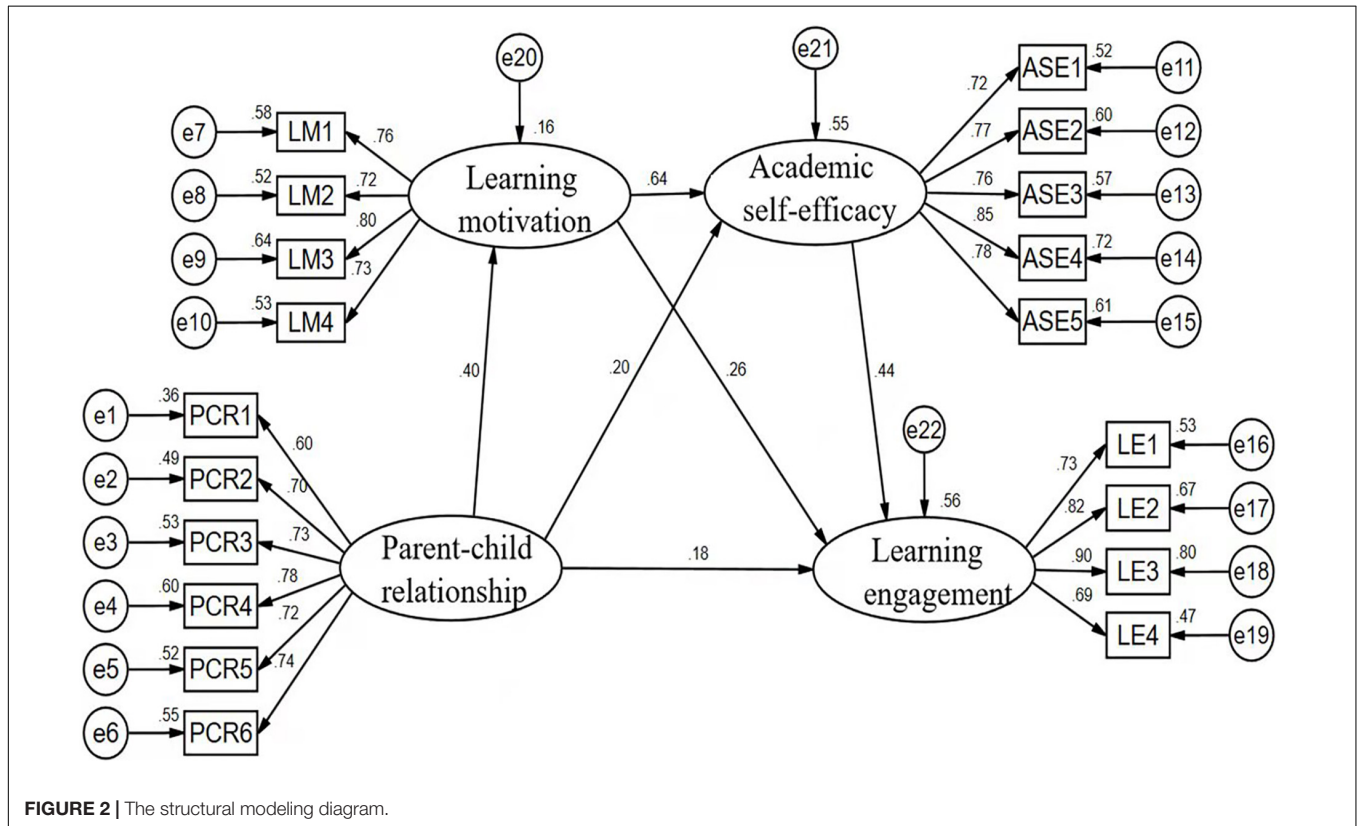 e20
e21
.16
.55
e7
.58
LM1
.76
e8
.52
LM2
.72
e9
.64
LM3
.80
e10
.53
LM4
.73
Learning
motivation
.64
Academic
self-efficacy
.72
ASE1
.52
e11
.77
ASE2
.60
e12
.76
ASE3
.57
e13
.85
ASE4
.72
e14
.78
ASE5
.61
e15
.40
.20
.26
.44
e1
.36
PCR1
.60
e2
.49
PCR2
.70
e3
.53
PCR3
.73
e4
.60
PCR4
.78
e5
.52
PCR5
.72
e6
.55
PCR6
.74
Parent-child
relationship
.18
e22
.56
Learning
engagement
.73
LE1
.53
e16
.82
LE2
.67
e17
.90
LE3
.80
e18
.69
LE4
.47
e19
FIGURE 2 | The structural modeling diagram.